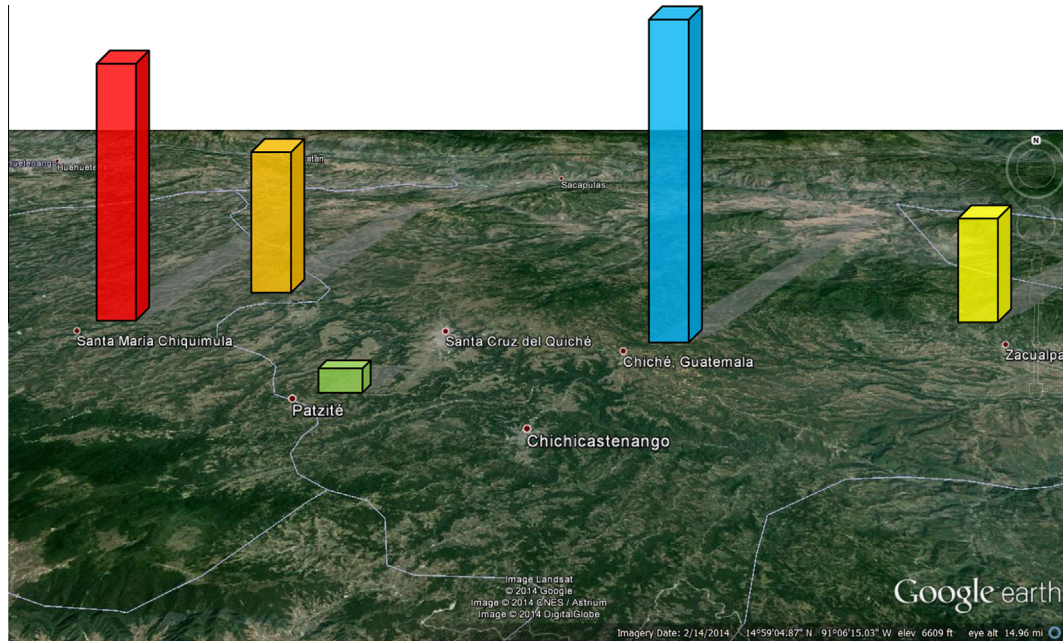 Huehuetenango
Sacapulas
Santa María Chiquimula
Santa Cruz del Quiché
Chiché, Guatemala
Zacualpa
Patzité
Chichicastenango
N
Image Landsat
© 2014 Google
Image © 2014 CNES / Astrium
Image © 2014 DigitalGlobe
Google earth
Imagery Date: 2/14/2014 14°59'04.87" N 91°06'15.03" W elev 6609 ft eye alt 14.96 mi